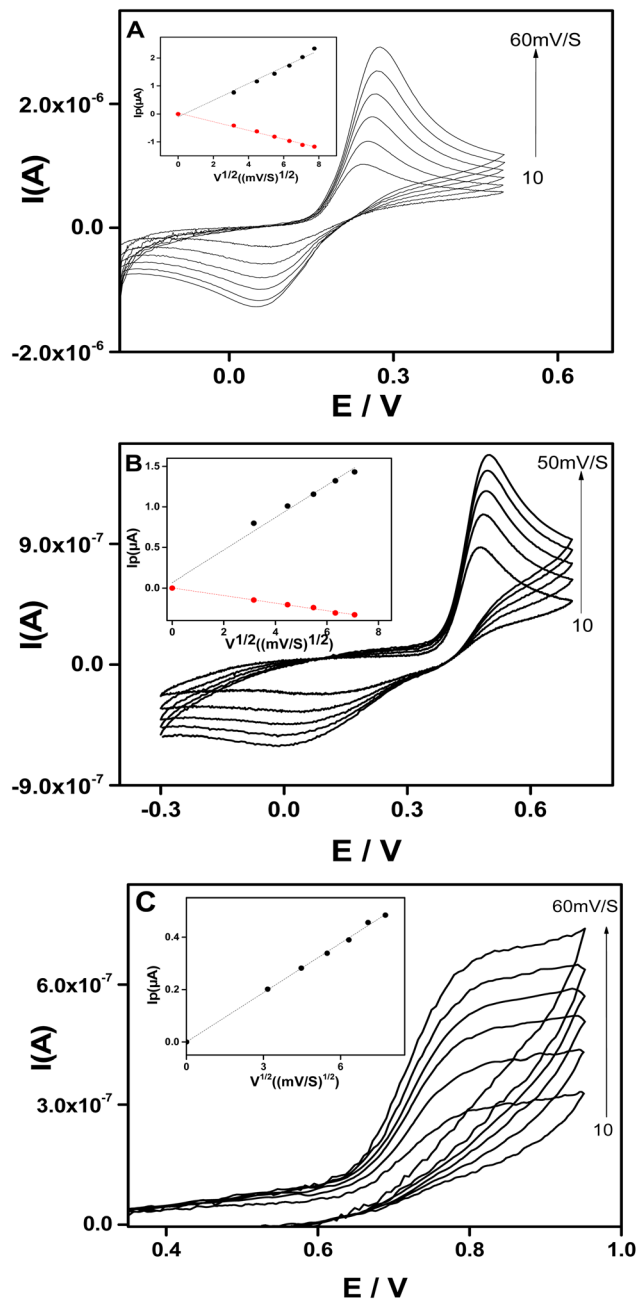 A
60mV/S
10
2.0x10-6
0.0
-2.0x10-6
I(A)
0.0
0.3
E / V
2
1
0
-1
Ip(µA)
0
2
4
6
8
V1/2((mV/S)1/2)
B
50mV/S
10
9.0x10-7
0.0
-9.0x10-7
I(A)
-0.3
0.0
0.3
0.6
E / V
1.5
1.0
0.5
0.0
Ip(µA)
0
2
4
6
8
V1/2((mV/S)1/2)
C
60mV/S
10
6.0x10-7
3.0x10-7
0.0
I(A)
0.4
0.6
0.8
1.0
E / V
0.4
0.2
0.0
Ip(µA)
0
3
6
V1/2((mV/S)1/2)